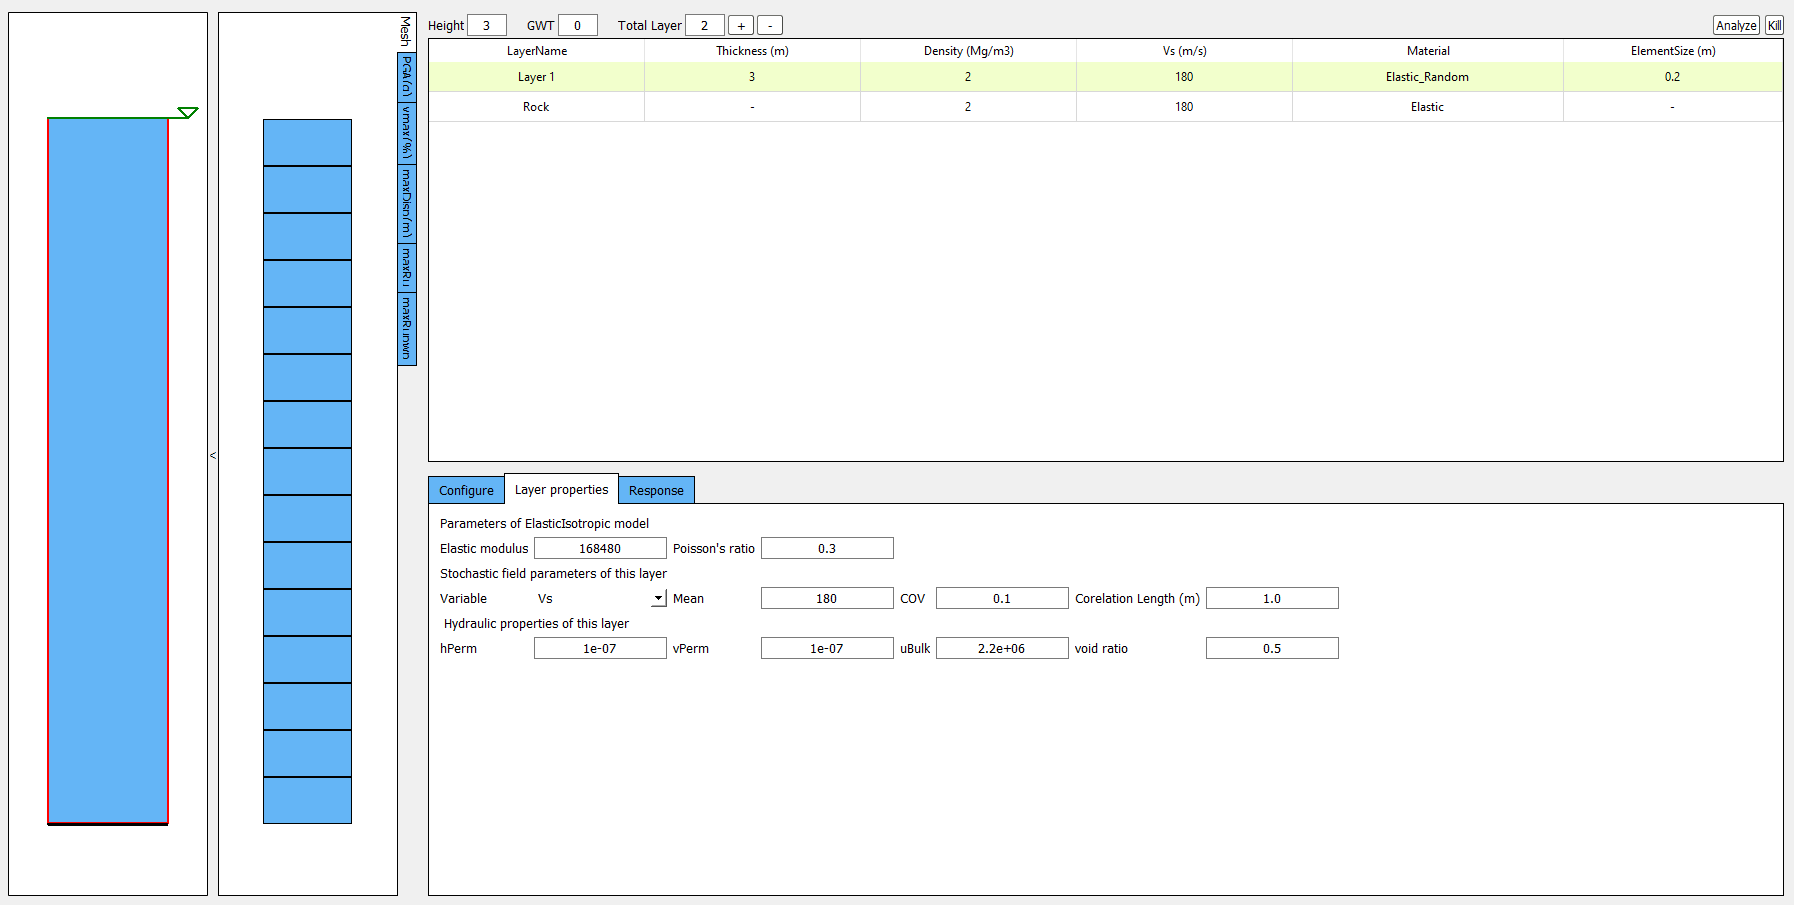 Height 3 GWT 0 Total Layer 2 + - Analyze Kill
LayerName Thickness (m) Density (Mg/m3) Vs (m/s) Material ElementSize (m)
Layer 1 3 2 180 Elastic_Random 0.2
Rock - 2 180 Elastic -
Mesh
PGA(g)
γmax(%)
maxDisp(m)
maxRu
maxRupwp
<
Configure Layer properties Response
Parameters of ElasticIsotropic model
Elastic modulus 168480 Poisson's ratio 0.3
Stochastic field parameters of this layer
Variable Vs Mean 180 COV 0.1 Corelation Length (m) 1.0
Hydraulic properties of this layer
hPerm 1e-07 vPerm 1e-07 uBulk 2.2e+06 void ratio 0.5